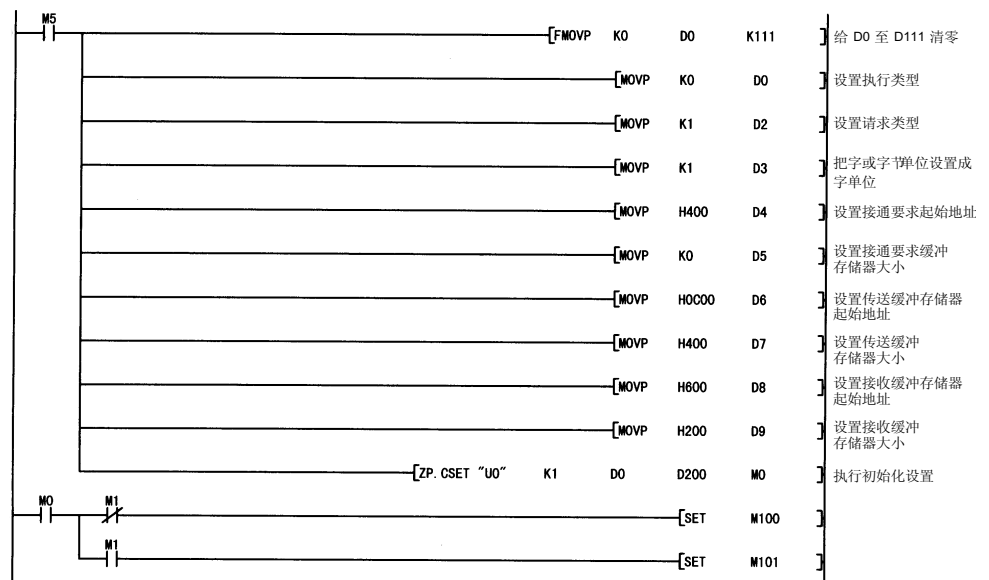 M5
[FMOVP K0 D0 K111 ] 给 D0 至 D111 清零
[MOVP K0 D0 ] 设置执行类型
[MOVP K1 D2 ] 设置请求类型
[MOVP K1 D3 ] 把字或字节单位设置成
字单位
[MOVP H400 D4 ] 设置接通要求起始地址
[MOVP K0 D5 ] 设置接通要求缓冲
存储器大小
[MOVP H0C00 D6 ] 设置传送缓冲存储器
起始地址
[MOVP H400 D7 ] 设置传送缓冲
存储器大小
[MOVP H600 D8 ] 设置接收缓冲存储器
起始地址
[MOVP H200 D9 ] 设置接收缓冲
存储器大小
[ZP.CSET "U0" K1 D0 D200 M0 ] 执行初始化设置
M0 M1
[SET M100 ]
M1
[SET M101 ]